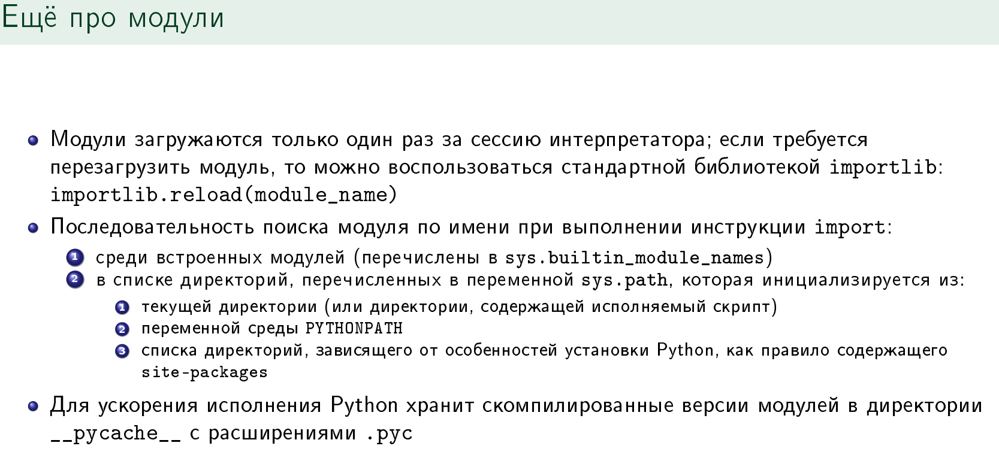 Ещё про модули
Модули загружаются только один раз за сессию интерпретатора; если требуется
перезагрузить модуль, то можно воспользоваться стандартной библиотекой importlib:
importlib.reload(module_name)
Последовательность поиска модуля по имени при выполнении инструкции import:
1 среди встроенных модулей (перечислены в sys.builtin_module_names)
2 в списке директорий, перечисленных в переменной sys.path, которая инициализируется из:
1 текущей директории (или директории, содержащей исполняемый скрипт)
2 переменной среды PYTHONPATH
3 списка директорий, зависящего от особенностей установки Python, как правило содержащего
site-packages
Для ускорения исполнения Python хранит скомпилированные версии модулей в директории
__pycache__ с расширениями .pyc